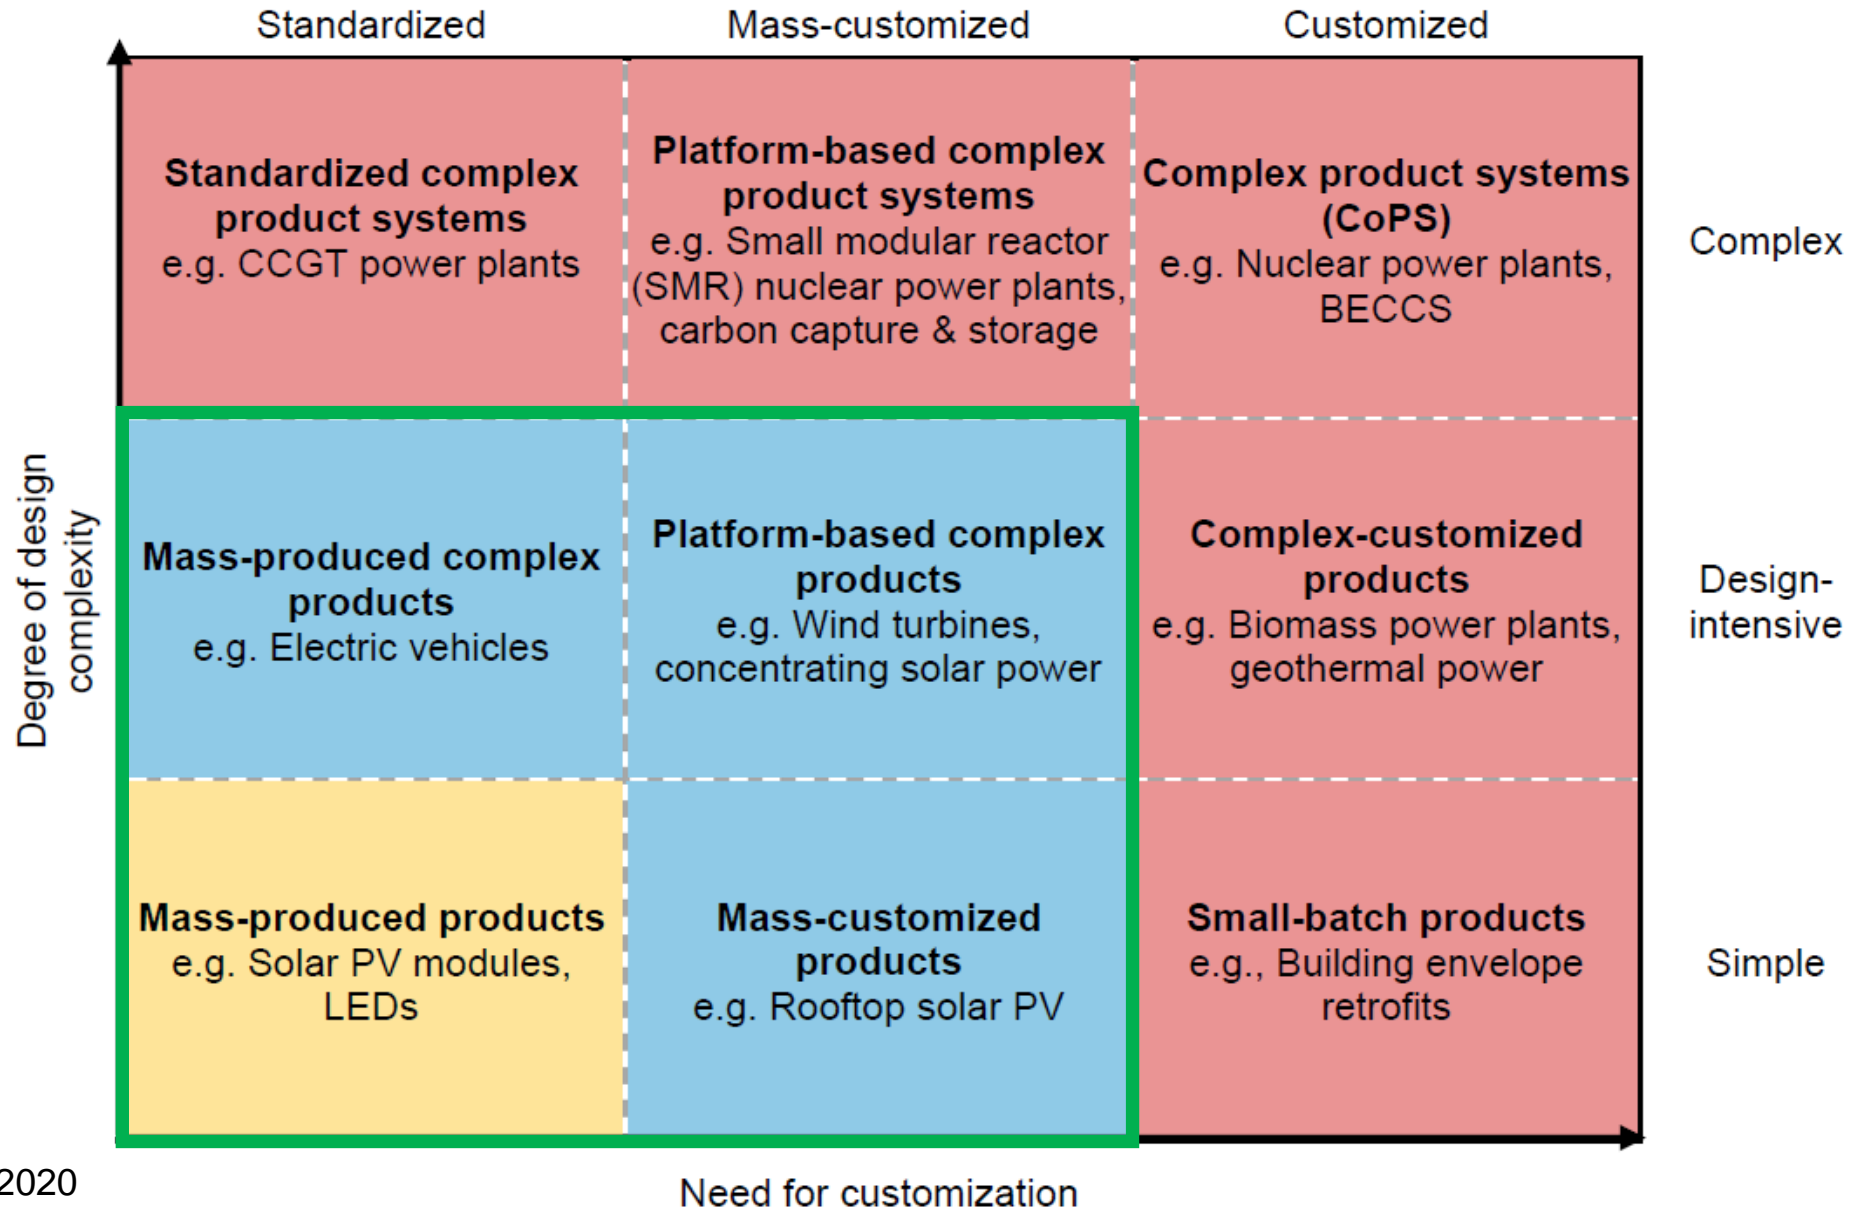 Standardized
Mass-customized
Customized
Standardized complex
product systems
e.g. CCGT power plants
Platform-based complex
product systems
e.g. Small modular reactor
(SMR) nuclear power plants,
carbon capture & storage
Complex product systems
(CoPS)
e.g. Nuclear power plants,
BECCS
Complex
Degree of design
complexity
Mass-produced complex
products
e.g. Electric vehicles
Platform-based complex
products
e.g. Wind turbines,
concentrating solar power
Complex-customized
products
e.g. Biomass power plants,
geothermal power
Design-
intensive
Mass-produced products
e.g. Solar PV modules,
LEDs
Mass-customized
products
e.g. Rooftop solar PV
Small-batch products
e.g., Building envelope
retrofits
Simple
2020
Need for customization